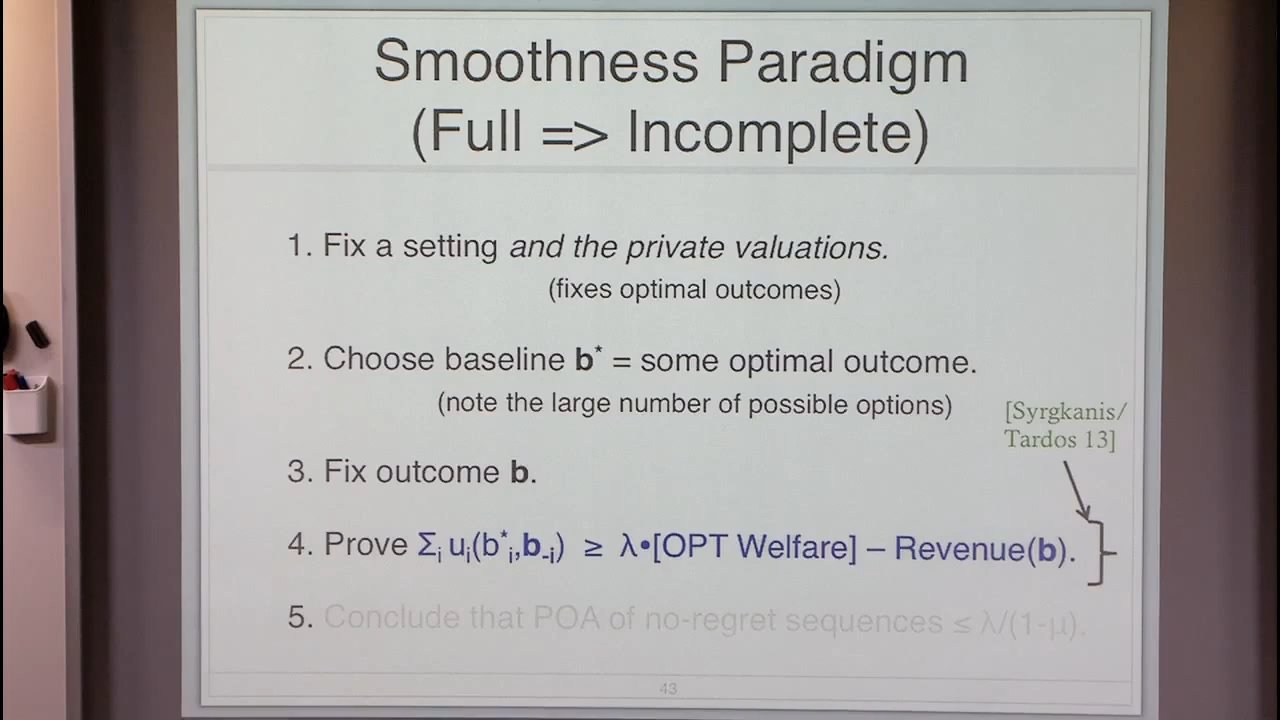 Smoothness Paradigm
(Full => Incomplete)
1. Fix a setting and the private valuations.
(fixes optimal outcomes)
2. Choose baseline b* = some optimal outcome.
(note the large number of possible options)
[Syrgkanis/
Tardos 13]
3. Fix outcome b.
4. Prove Σᵢ uᵢ(b*ᵢ,b₋ᵢ) ≥ λ•[OPT Welfare] – Revenue(b).
5. Conclude that POA of no-regret sequences ≤ λ/(1-μ).
43